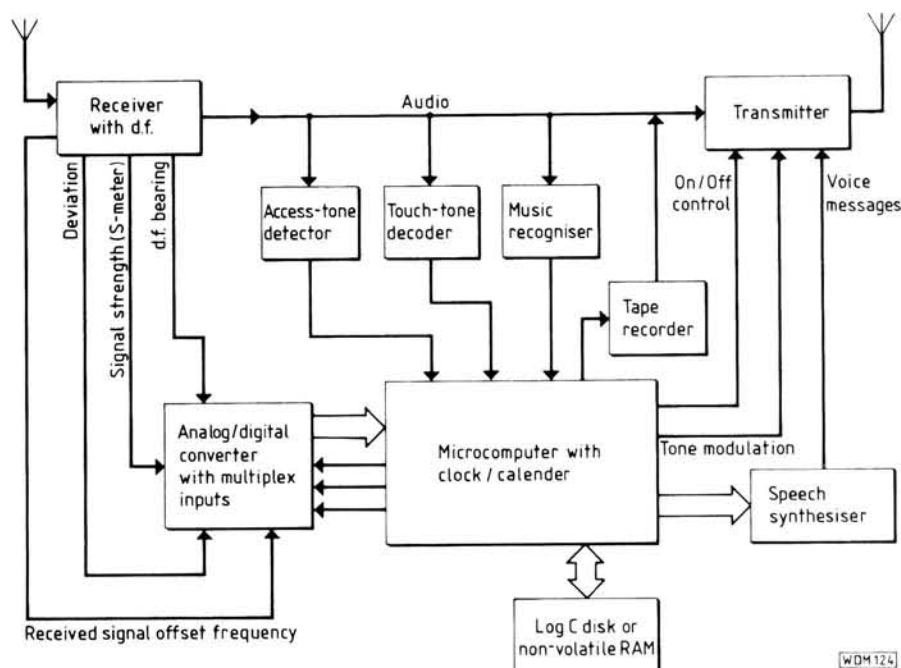 Receiver
with d.f.
Audio
Transmitter
Deviation
Signal strength (S-meter)
d.f. bearing
Access-tone
detector
Touch-tone
decoder
Music
recogniser
On/Off
control
Voice
messages
Tape
recorder
Analog/digital
converter
with multiplex
inputs
Microcomputer with
clock / calender
Tone modulation
Speech
synthesiser
Received signal offset frequency
Log C disk or
non-volatile RAM
WDM124